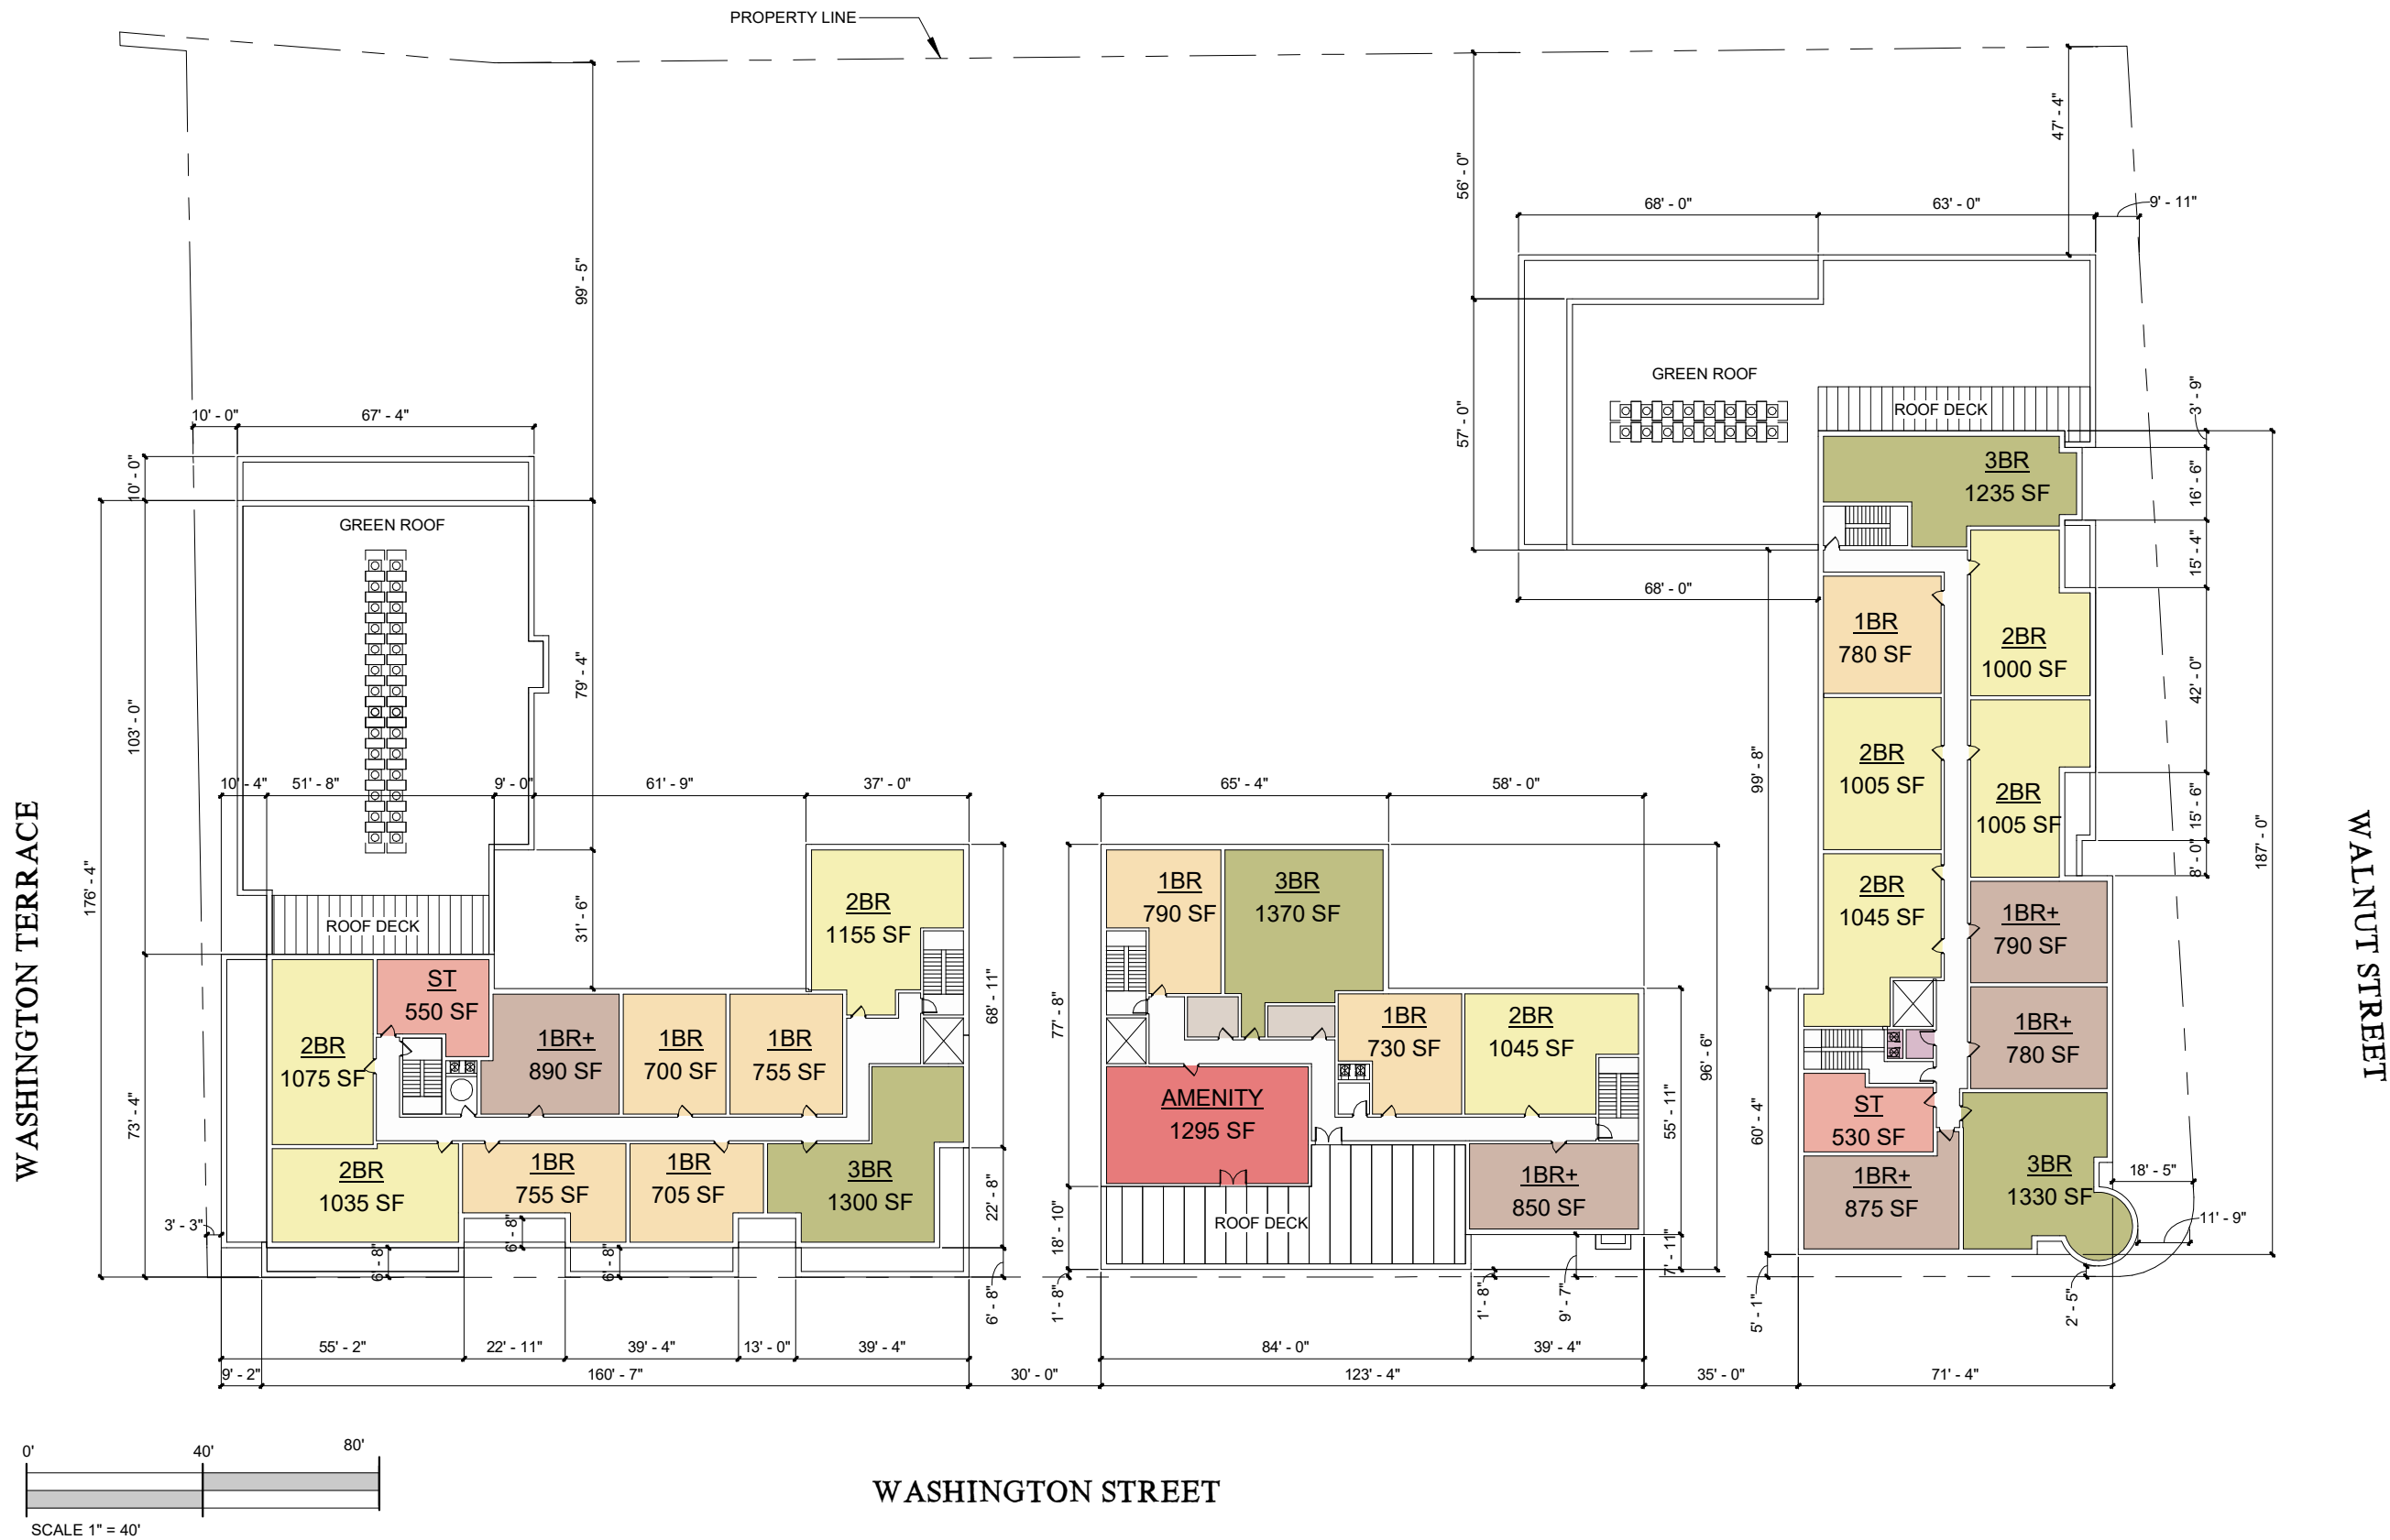 PROPERTY LINE
47' - 4"
56' - 0"
68' - 0"
63' - 0"
9' - 11"
99' - 5"
GREEN ROOF
ROOF DECK
3' - 9"
10' - 0"
67' - 4"
57' - 0"
10' - 0"
GREEN ROOF
3BR
1235 SF
16' - 6"
15' - 4"
68' - 0"
1BR
780 SF
2BR
1000 SF
42' - 0"
79' - 4"
103' - 0"
2BR
1005 SF
2BR
1005 SF
99' - 8"
10' - 4"
51' - 8"
9' - 0"
61' - 9"
37' - 0"
65' - 4"
58' - 0"
15' - 6"
187' - 0"
8' - 0"
176' - 4"
WASHINGTON TERRACE
WALNUT STREET
ROOF DECK
31' - 6"
2BR
1155 SF
1BR
790 SF
3BR
1370 SF
2BR
1045 SF
1BR+
790 SF
ST
550 SF
68' - 11"
77' - 8"
2BR
1075 SF
1BR+
890 SF
1BR
700 SF
1BR
755 SF
1BR
730 SF
2BR
1045 SF
96' - 6"
1BR+
780 SF
73' - 4"
AMENITY
1295 SF
55' - 11"
60' - 4"
ST
530 SF
2BR
1035 SF
1BR
755 SF
1BR
705 SF
3BR
1300 SF
22' - 8"
1BR+
850 SF
1BR+
875 SF
3BR
1330 SF
18' - 5"
3' - 3"
6' - 8"
6' - 8"
6' - 8"
18' - 10"
ROOF DECK
11' - 9"
7' - 11"
6' - 8"
1' - 8"
1' - 8"
9' - 7"
5' - 1"
2' - 5"
55' - 2"
22' - 11"
39' - 4"
13' - 0"
39' - 4"
84' - 0"
39' - 4"
9' - 2"
160' - 7"
30' - 0"
123' - 4"
35' - 0"
71' - 4"
0'
40'
80'
WASHINGTON STREET
SCALE 1" = 40'